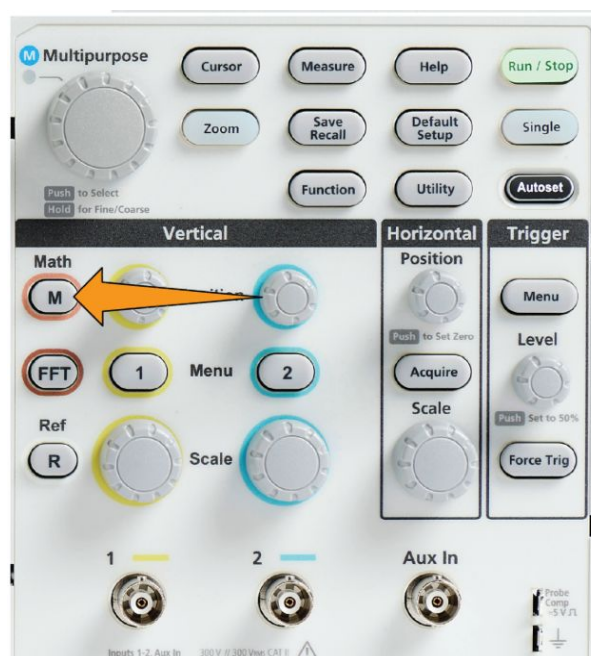 M Multipurpose
Cursor
Measure
Help
Run / Stop
Zoom
Save
Recall
Default
Setup
Single
Push to Select
Hold for Fine/Coarse
Function
Utility
Autoset
Vertical
Horizontal
Trigger
Math
M
Position
Push to Set Zero
Menu
Level
FFT
1
Menu
2
Acquire
Push Set to 50%
Ref
R
Scale
Scale
Force Trig
1
2
Aux In
Probe
Comp
~5 V
Inputs 1-2, Aux In 300 V CAT II